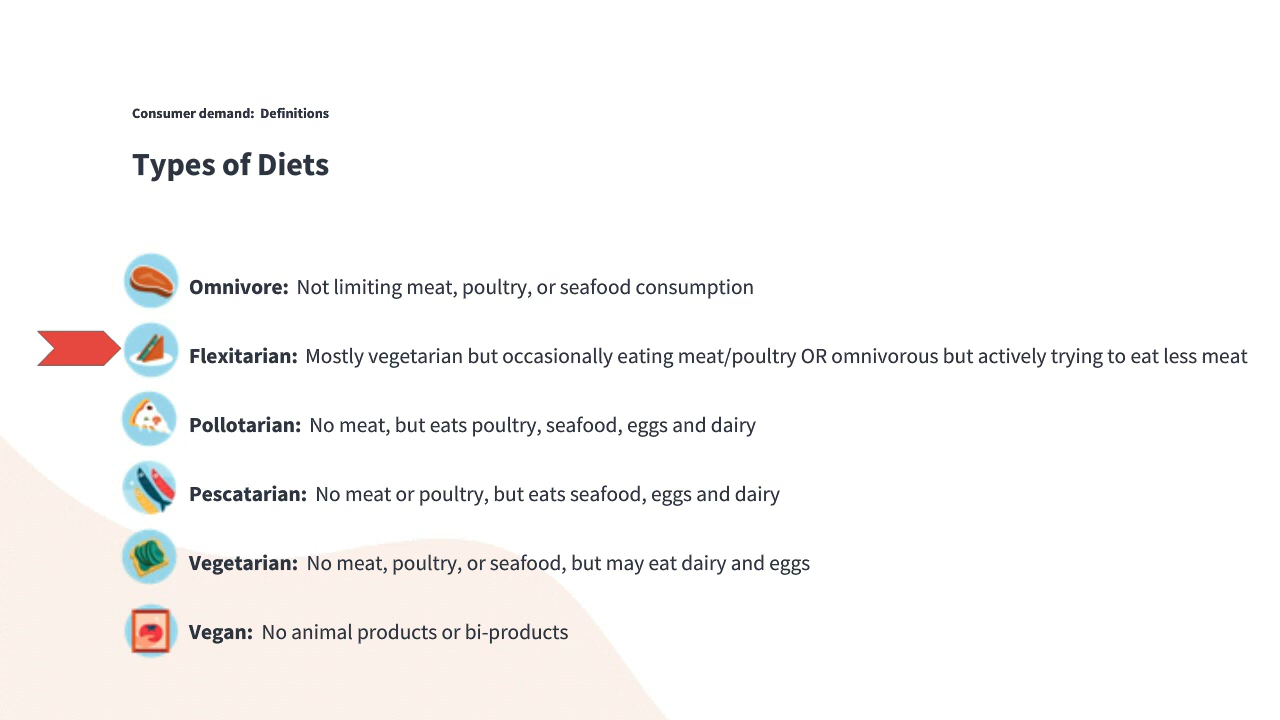 Consumer demand:  Definitions
Types of Diets
Omnivore:  Not limiting meat, poultry, or seafood consumption
Flexitarian:  Mostly vegetarian but occasionally eating meat/poultry OR omnivorous but actively trying to eat less meat
Pollotarian:  No meat, but eats poultry, seafood, eggs and dairy
Pescatarian:  No meat or poultry, but eats seafood, eggs and dairy
Vegetarian:  No meat, poultry, or seafood, but may eat dairy and eggs
Vegan:  No animal products or bi-products